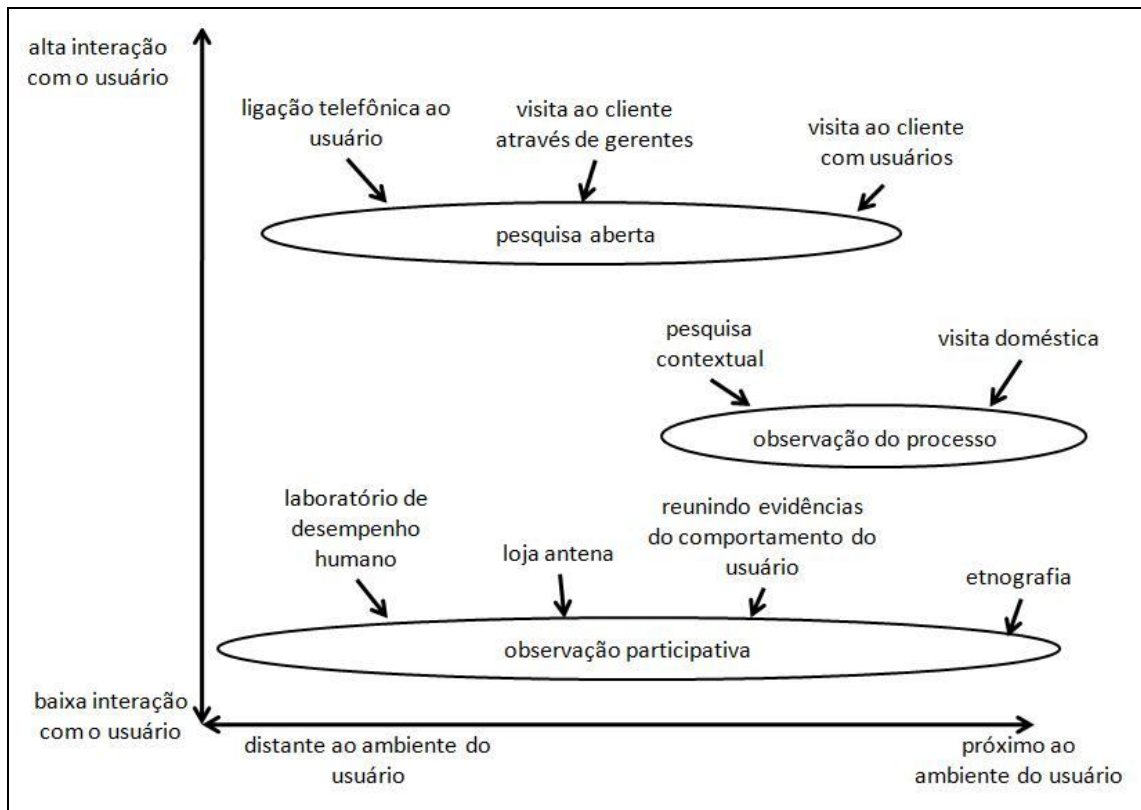 alta interação
com o usuário
ligação telefônica ao
usuário
visita ao cliente
através de gerentes
visita ao cliente
com usuários
pesquisa aberta
pesquisa
contextual
visita doméstica
observação do processo
laboratório de
desempenho
humano
loja antena
reunindo evidências
do comportamento do
usuário
etnografia
observação participativa
baixa interação
com o usuário
distante ao ambiente do
usuário
próximo ao
ambiente do usuário